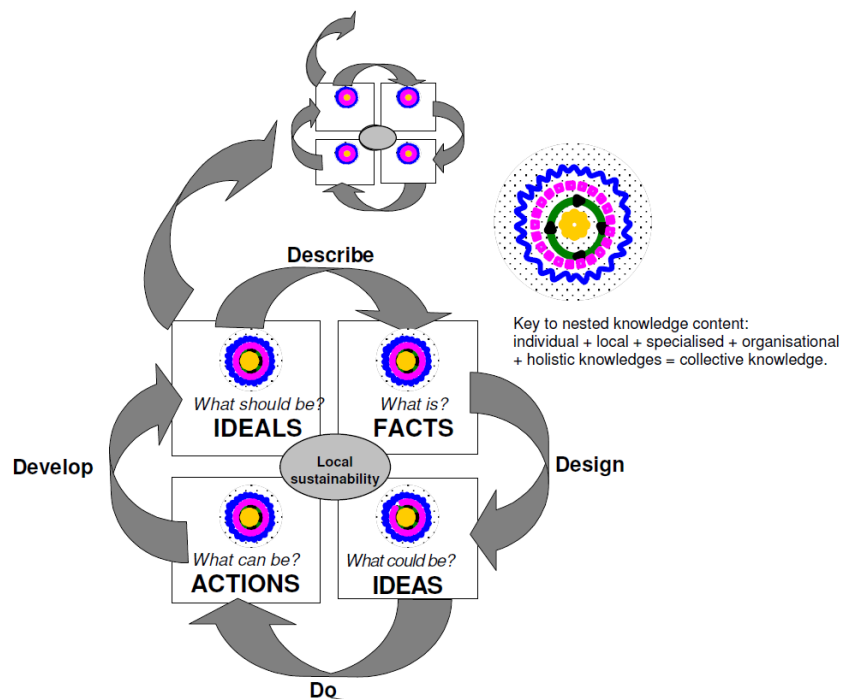 Describe
Key to nested knowledge content:
individual + local + specialised + organisational
+ holistic knowledges = collective knowledge.
What should be?
IDEALS
What is?
FACTS
Develop
Local
sustainability
Design
What can be?
ACTIONS
What could be?
IDEAS
Do